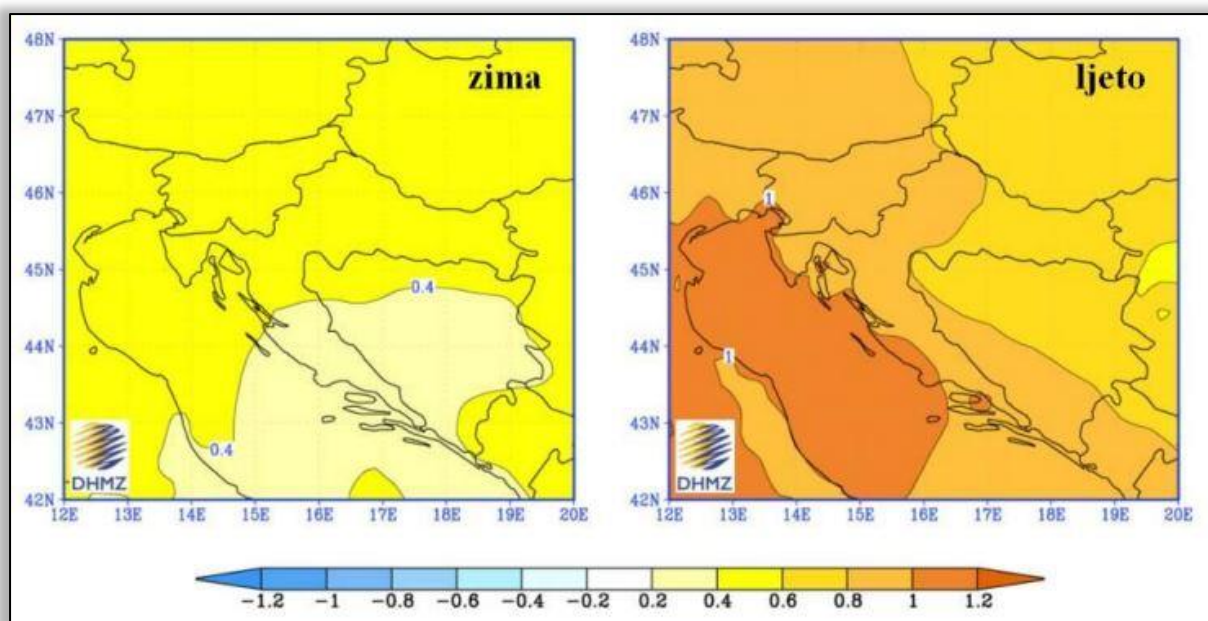 48N
zima
47N
46N
45N
0.4
44N
43N
0.4
DHMZ
42N
12E 13E 14E 15E 16E 17E 18E 19E 20E
48N
ljeto
47N
46N
1
45N
44N
1
43N
DHMZ
42N
12E 13E 14E 15E 16E 17E 18E 19E 20E
-1.2 -1 -0.8 -0.6 -0.4 -0.2 0.2 0.4 0.6 0.8 1 1.2